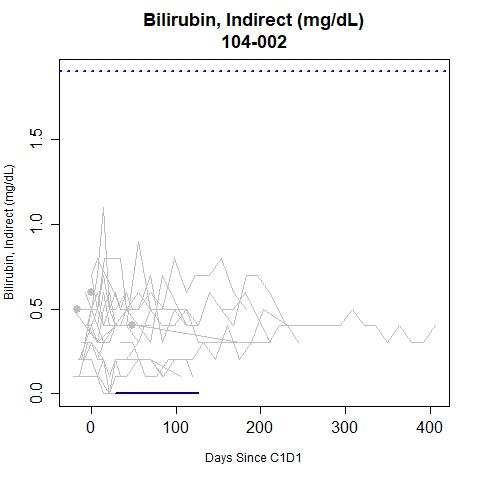 Bilirubin, Indirect (mg/dL)
104-002
Bilirubin, Indirect (mg/dL)
1.5
1.0
0.5
0.0
0 100 200 300 400
Days Since C1D1